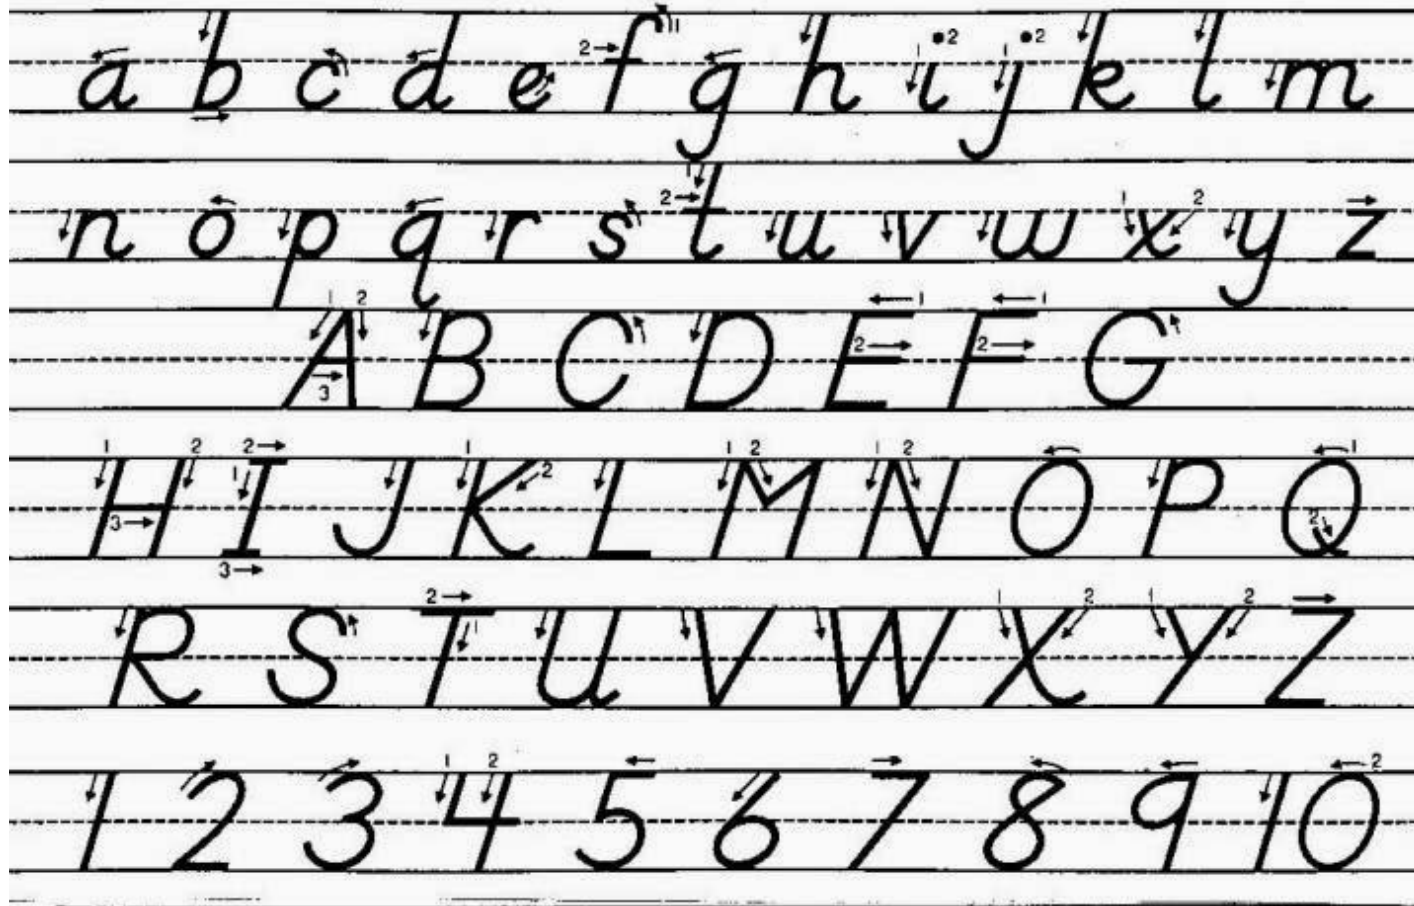 a b c d e f g h i j k l m
n o p q r s t u v w x y z
A B C D E F G
H I J K L M N O P Q
R S T U V W X Y Z
1 2 3 4 5 6 7 8 9 10